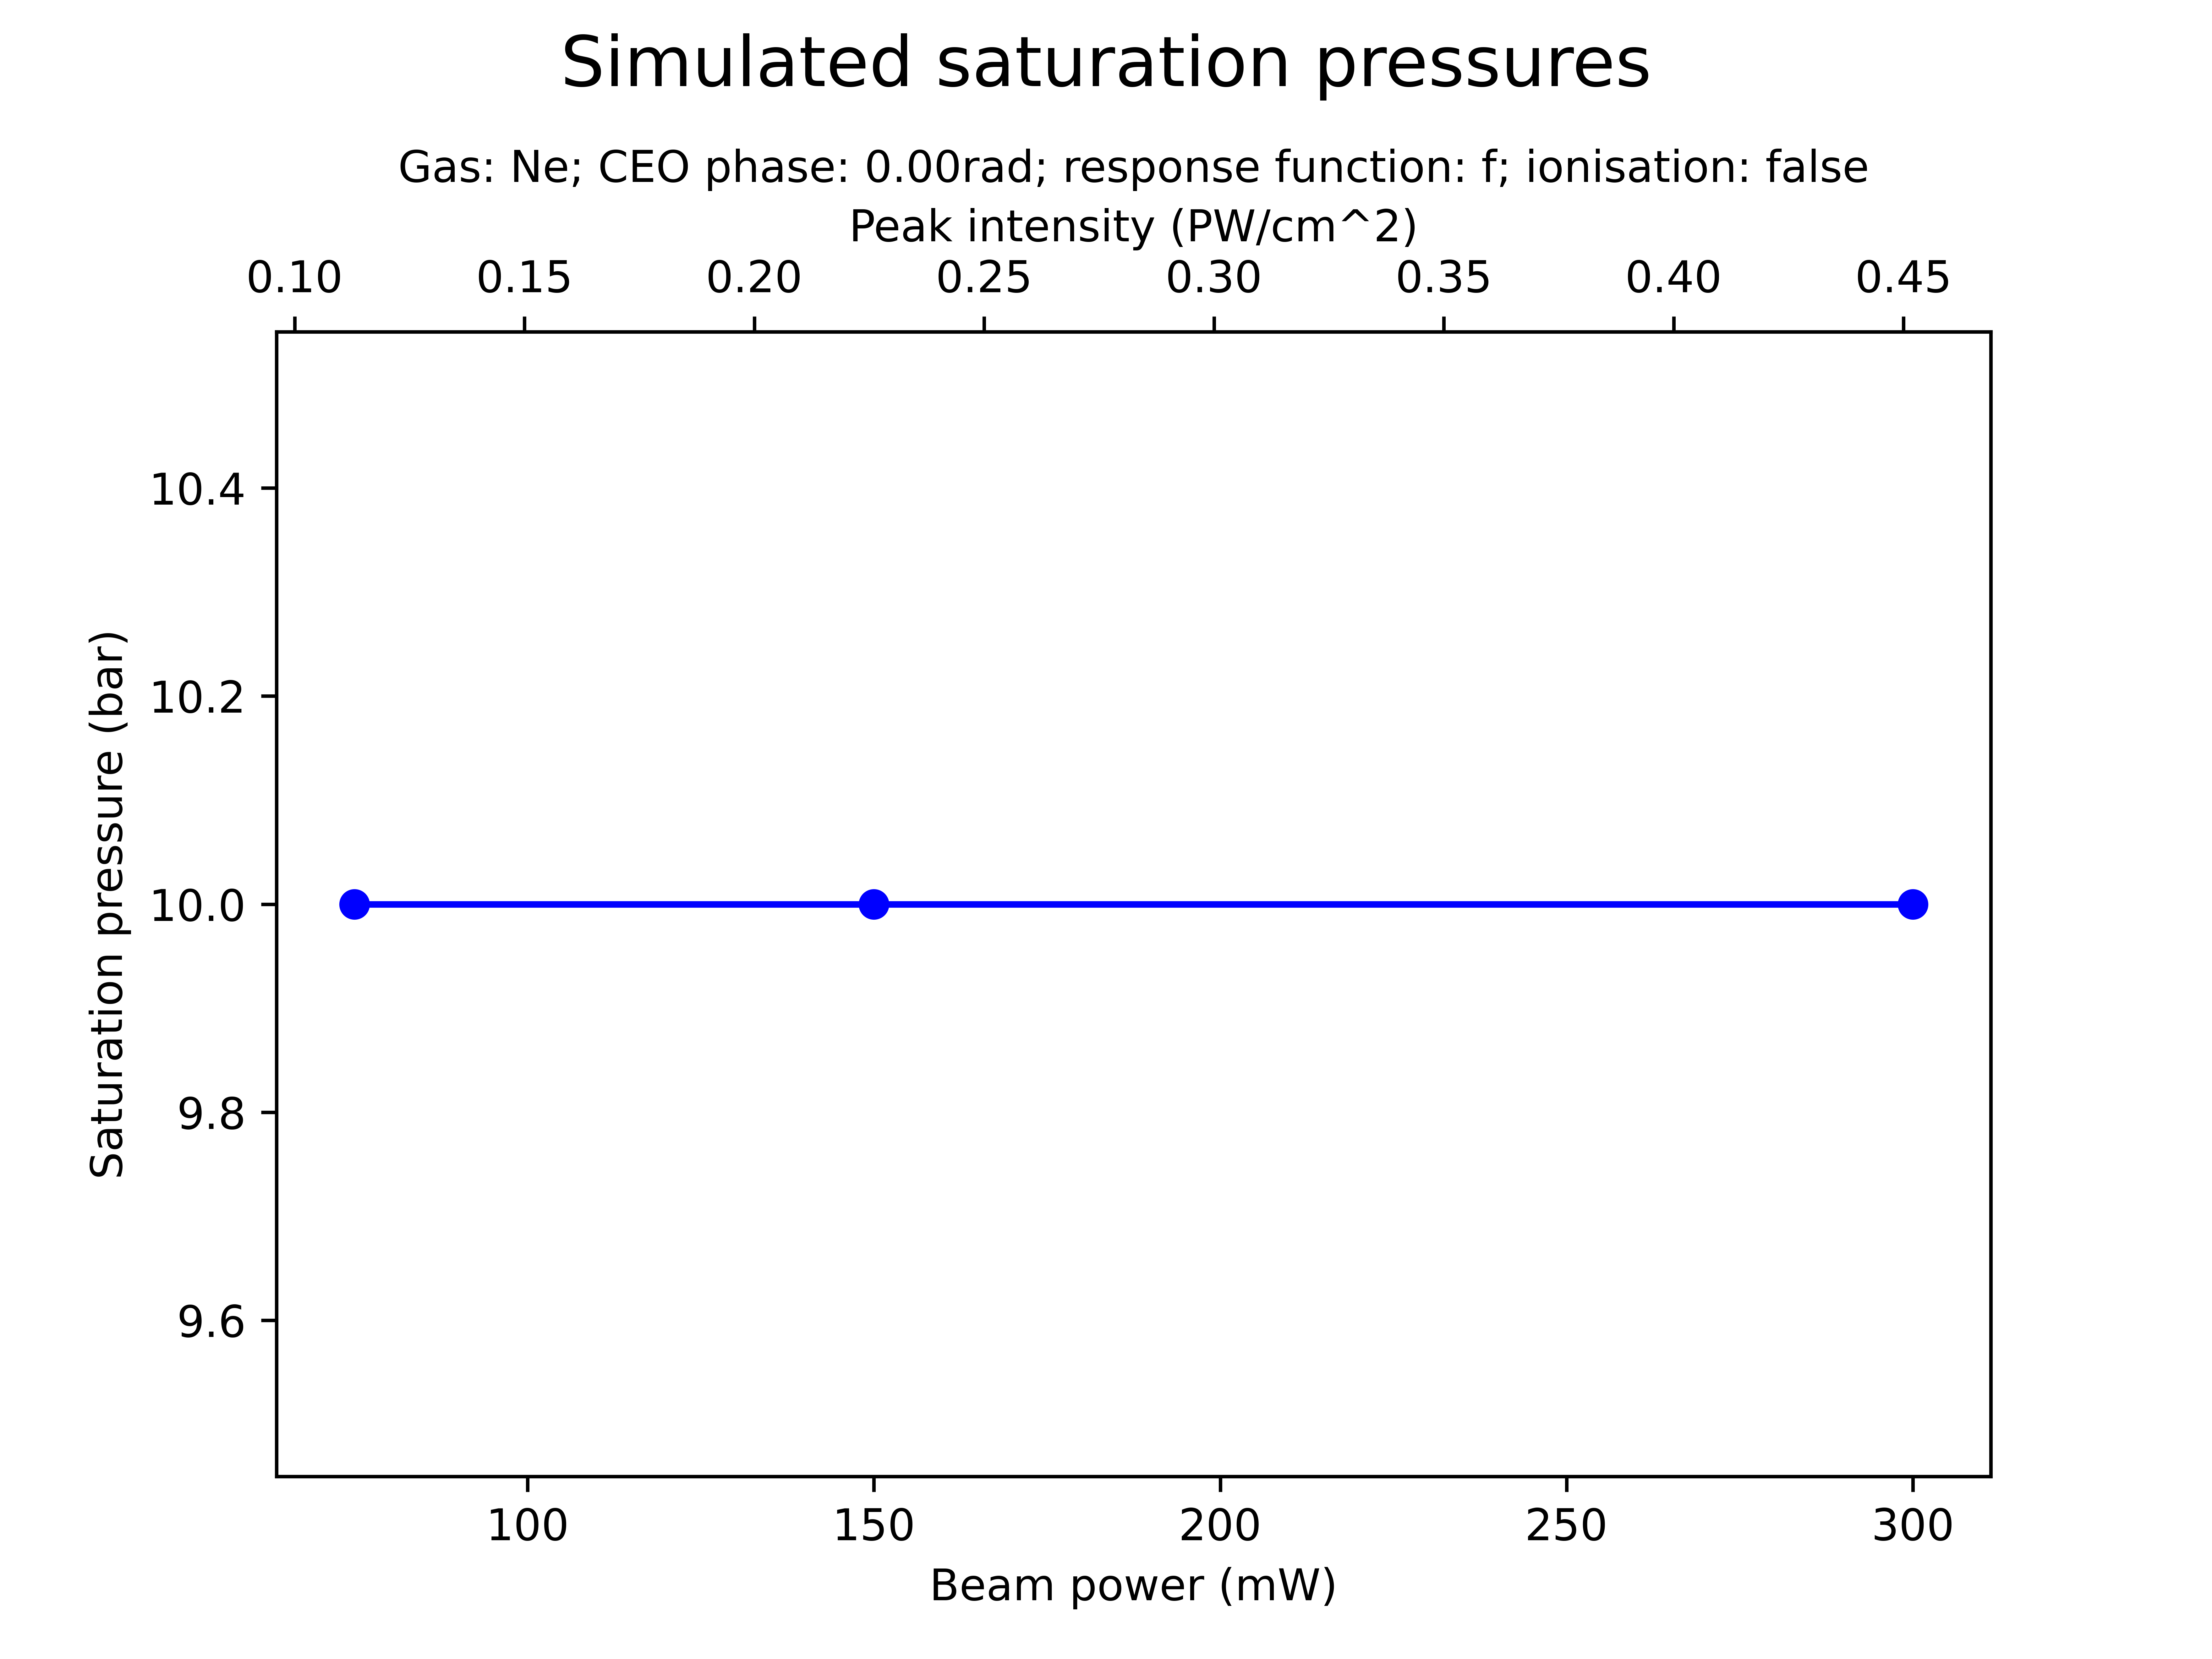 Simulated saturation pressures
Gas: Ne; CEO phase: 0.00rad; response function: f; ionisation: false
Peak intensity (PW/cm^2)
0.10 0.15 0.20 0.25 0.30 0.35 0.40 0.45
Saturation pressure (bar)
10.4
10.2
10.0
9.8
9.6
100 150 200 250 300
Beam power (mW)